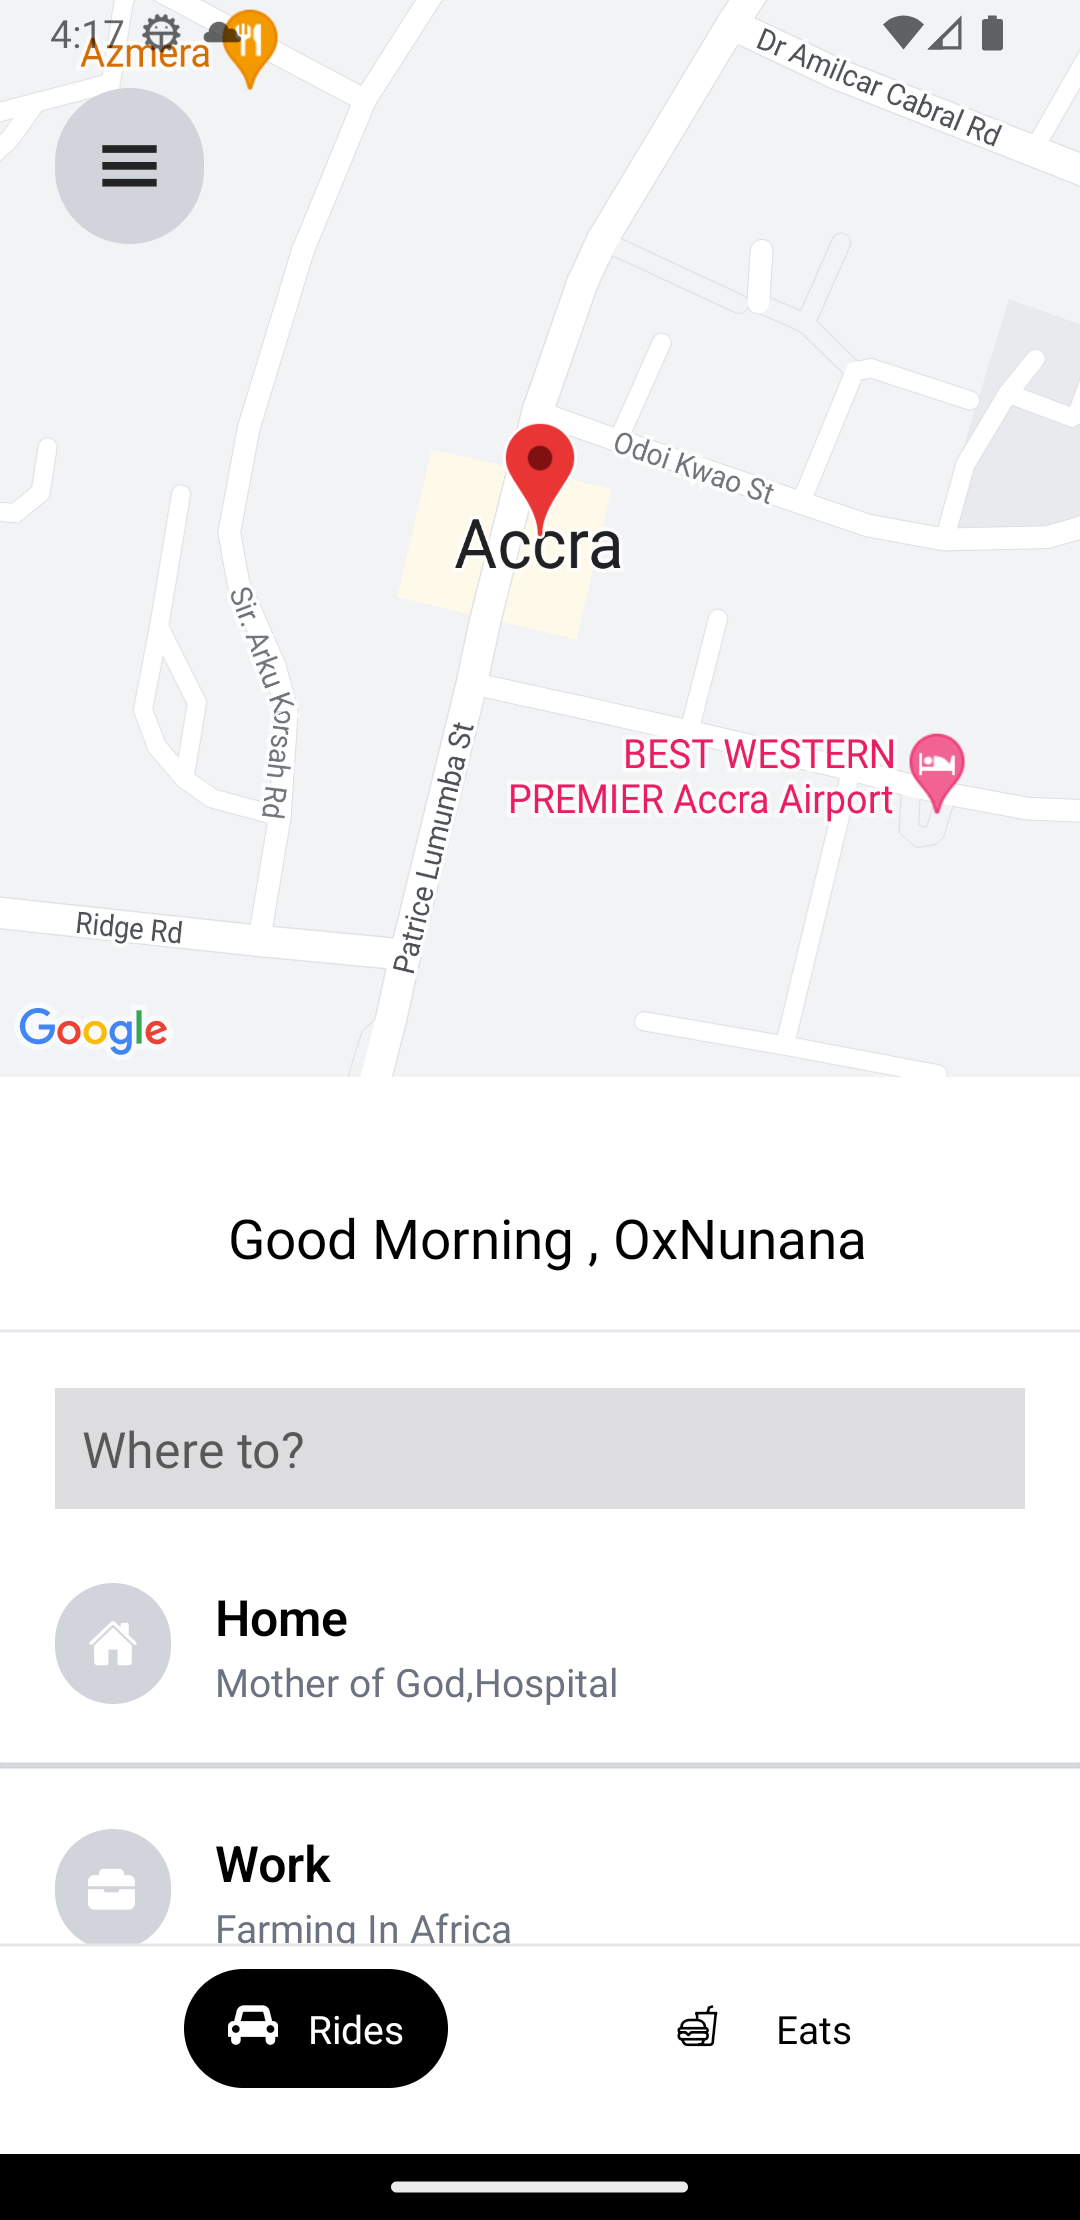 4:17
Azmera
Dr Amilcar Cabral Rd
Odoi Kwao St
Accra
Sir. Arku Korsah Rd
Patrice Lumumba St
BEST WESTERN
PREMIER Accra Airport
Ridge Rd
Google
Good Morning , OxNunana
Where to?
Home
Mother of God,Hospital
Work
Farming In Africa
Rides
Eats